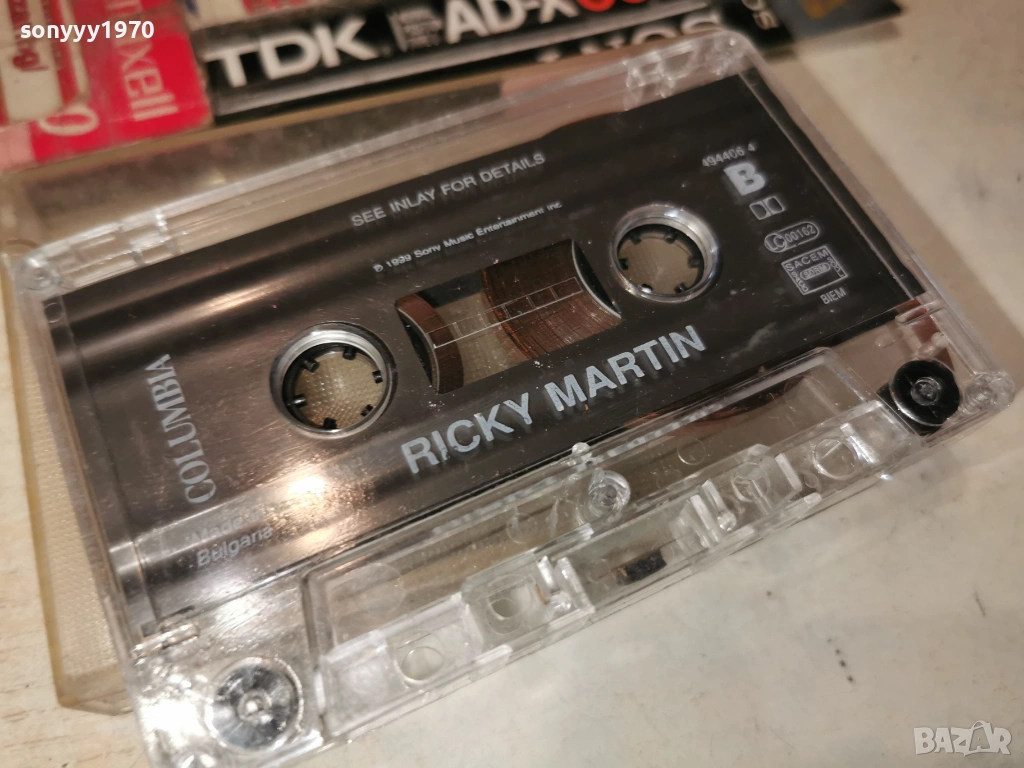 sonyyy1970
maxell
TDK
AD-X
SOS
SEE INLAY FOR DETAILS
℗ 1999 Sony Music Entertainment Inc.
494406 4
B
LC 00162
SACEM
BIEM
COLUMBIA
RICKY MARTIN
Made
Bulgaria
BAZAR